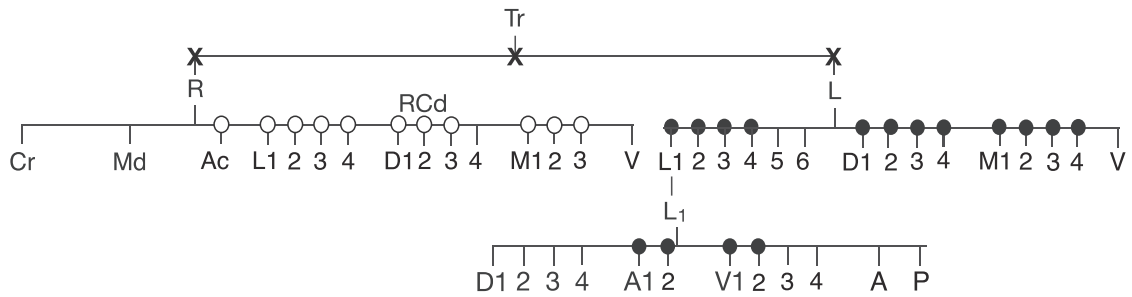 Tr
X X X
R L
RCd
Cr Md Ac L1 2 3 4 D1 2 3 4 M1 2 3 V L1 2 3 4 5 6 D1 2 3 4 M1 2 3 4 V
L1
D1 2 3 4 A1 2 V1 2 3 4 A P